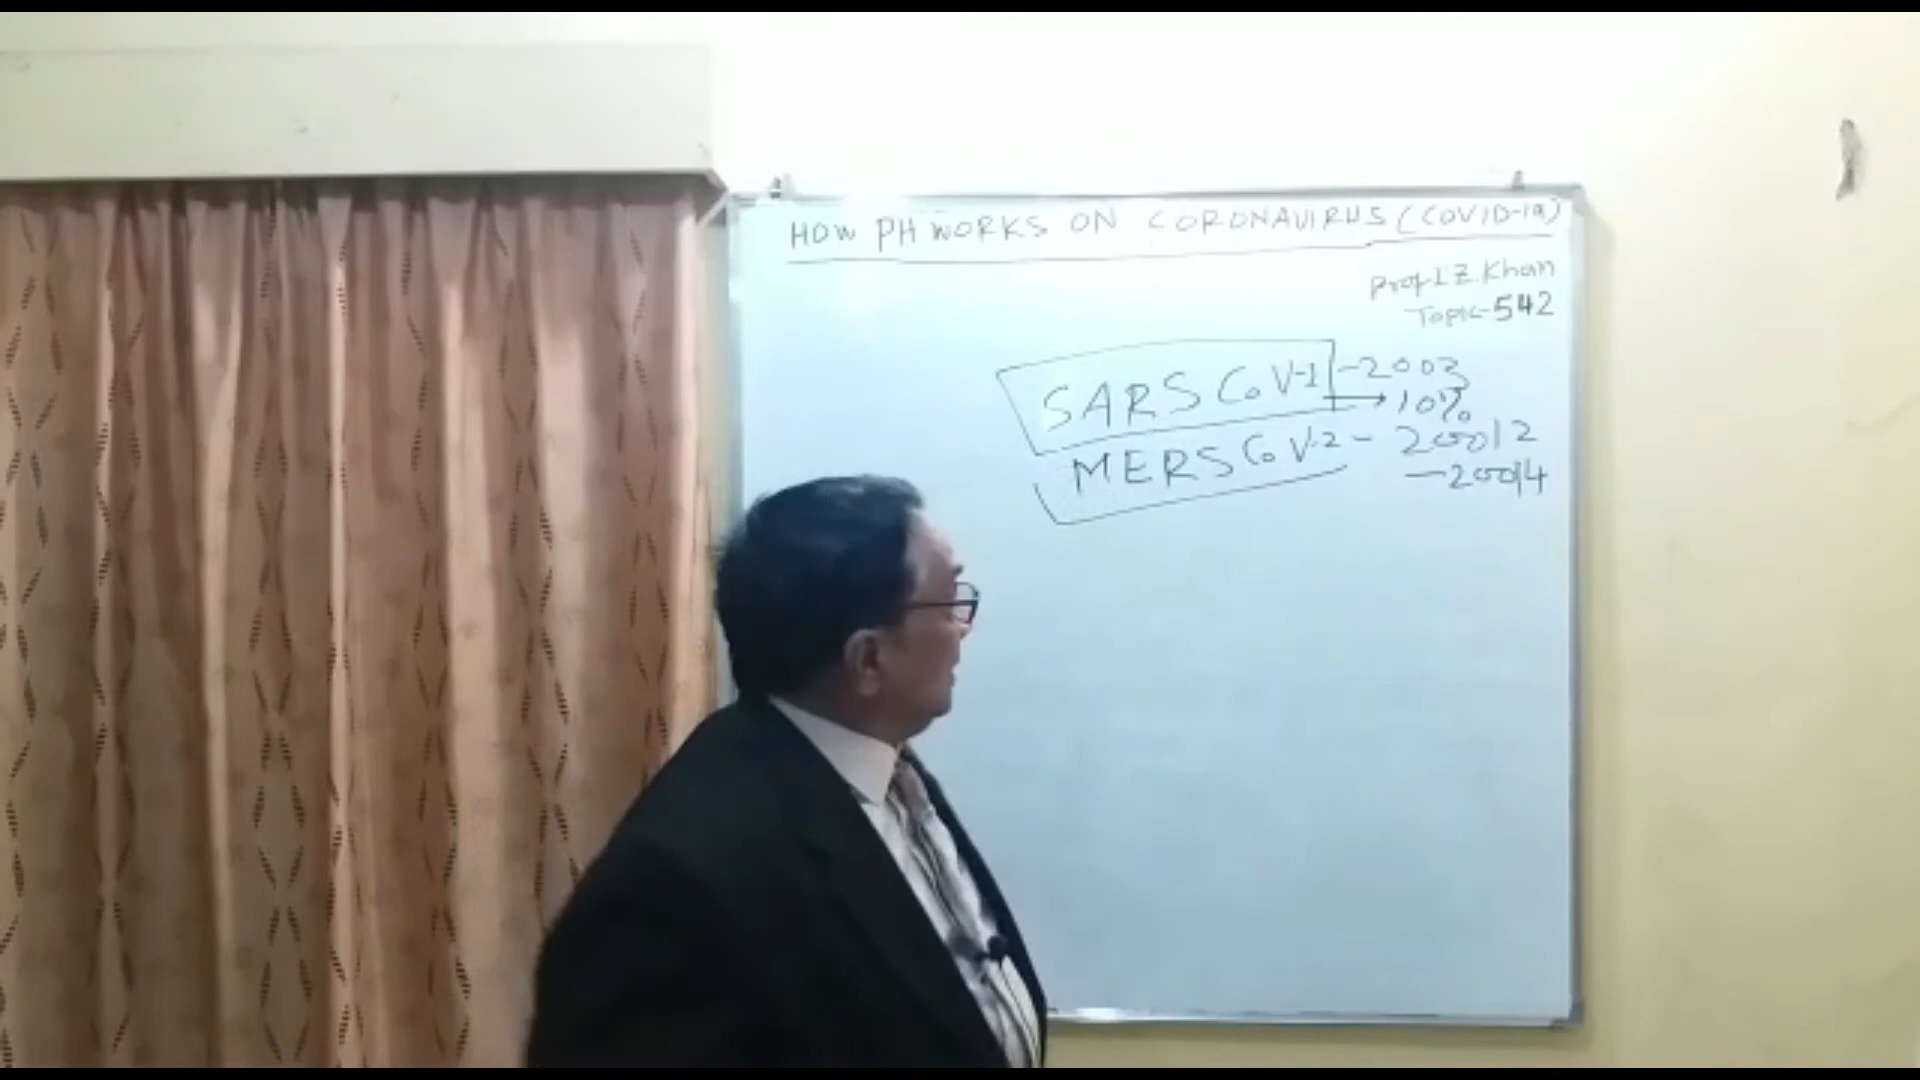 HOW PH WORKS ON CORONAVIRUS (COVID-19)
Prof. I Z. Khan
Topic-542
SARS CoV-1 - 2003
→ 10%
MERS CoV-2 - 20012
- 20014